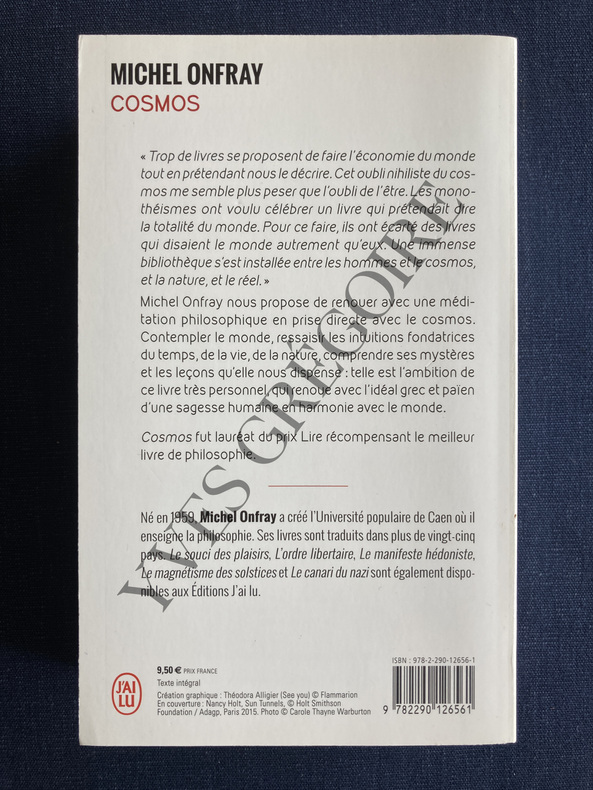 MICHEL ONFRAY
COSMOS
« Trop de livres se proposent de faire l'économie du monde
tout en prétendant nous le décrire. Cet oubli nihiliste du cos-
mos me semble plus peser que l'oubli de l'être. Les mono-
théismes ont voulu célébrer un livre qui prétendait dire
la totalité du monde. Pour ce faire, ils ont écarté des livres
qui disaient le monde autrement qu'eux. Une immense
bibliothèque s'est installée entre les hommes et le cosmos,
et la nature, et le réel. »
Michel Onfray nous propose de renouer avec une médi-
tation philosophique en prise directe avec le cosmos.
Contempler le monde, ressaisir les intuitions fondatrices
du temps, de la vie, de la nature, comprendre ses mystères
et les leçons qu'elle nous dispense : telle est l'ambition de
ce livre très personnel, qui renoue avec l'idéal grec et païen
d'une sagesse humaine en harmonie avec le monde.
Cosmos fut lauréat du prix Lire récompensant le meilleur
livre de philosophie.
Né en 1959, Michel Onfray a créé l'Université populaire de Caen où il
enseigne la philosophie. Ses livres sont traduits dans plus de vingt-cinq
pays. Le souci des plaisirs, L'ordre libertaire, Le manifeste hédoniste,
Le magnétisme des solstices et Le canari du nazi sont également dispo-
nibles aux Éditions J'ai lu.
YVES GRÉGOIRE
J'AI
LU
9,50 € PRIX FRANCE
Texte intégral
Création graphique : Théodora Alligier (See you) © Flammarion
En couverture : Nancy Holt, Sun Tunnels, © Holt Smithson
Foundation / Adagp, Paris 2015. Photo © Carole Thayne Warburton
ISBN : 978-2-290-12656-1
9 782290 126561